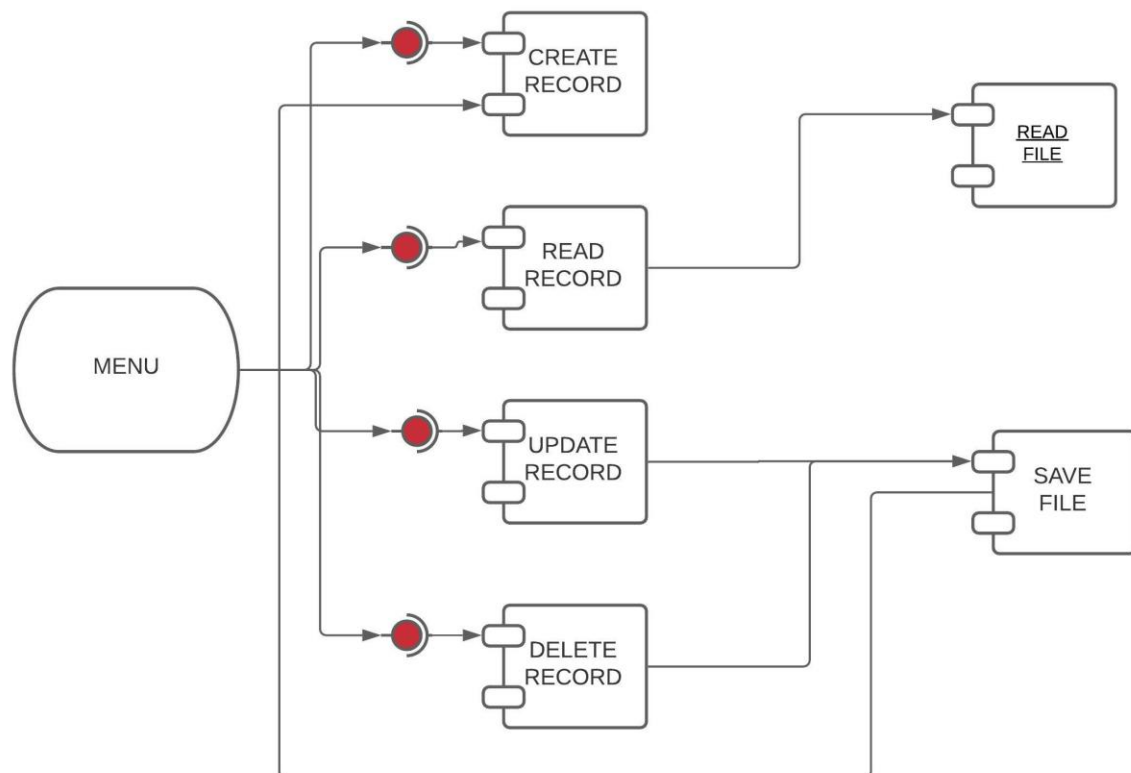 CREATE
RECORD
READ
FILE
READ
RECORD
MENU
UPDATE
RECORD
SAVE
FILE
DELETE
RECORD